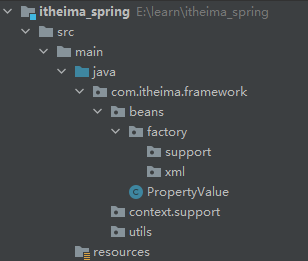 itheima_spring E:\learn\itheima_spring
src
main
java
com.itheima.framework
beans
factory
support
xml
PropertyValue
context.support
utils
resources